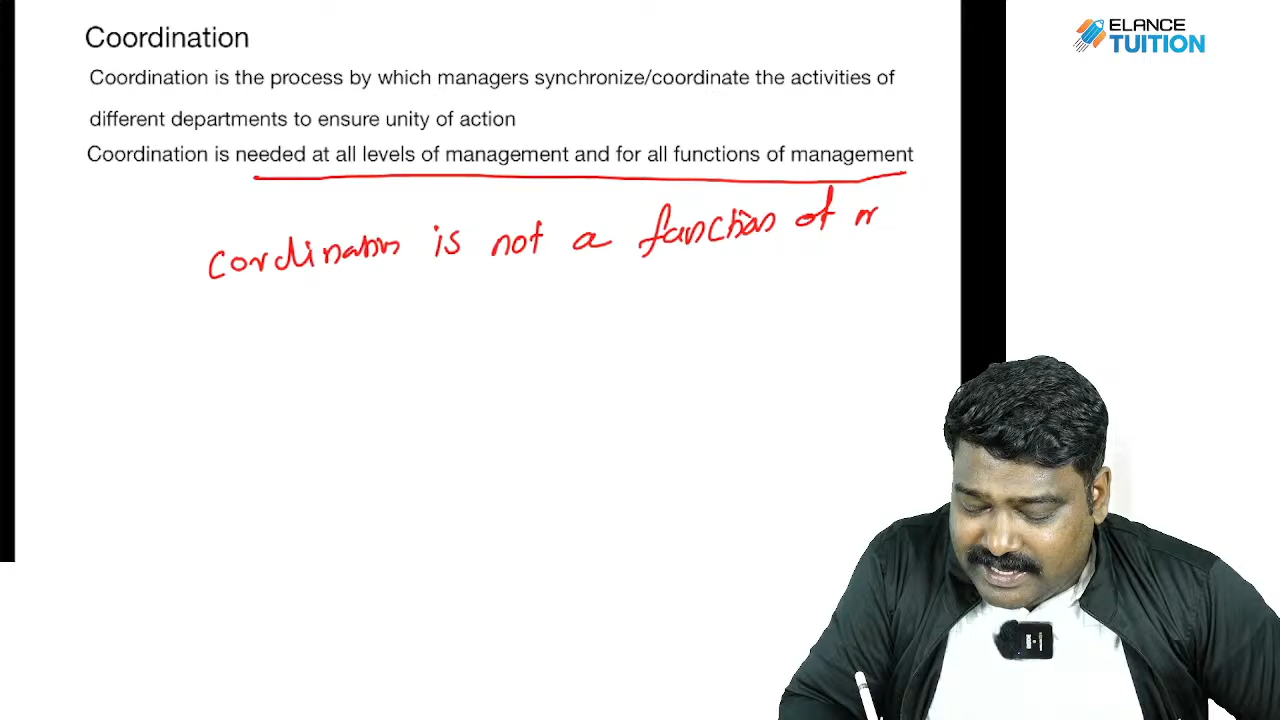 Coordination
Coordination is the process by which managers synchronize/coordinate the activities of
different departments to ensure unity of action
Coordination is needed at all levels of management and for all functions of management
Coordination is not a function of m
ELANCE
TUITION